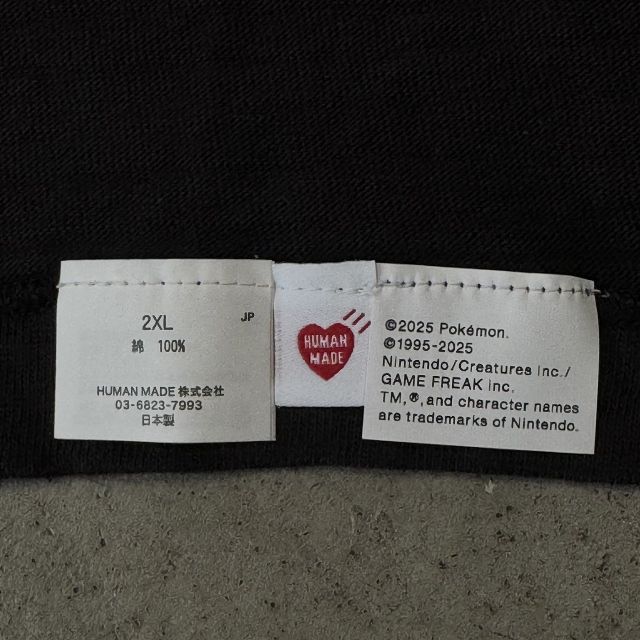 2XL
JP
綿 100%
HUMAN MADE 株式会社
03-6823-7993
日本製
HUMAN
MADE
©2025 Pokémon.
©1995-2025
Nintendo/Creatures Inc./
GAME FREAK inc.
TM,®, and character names
are trademarks of Nintendo.